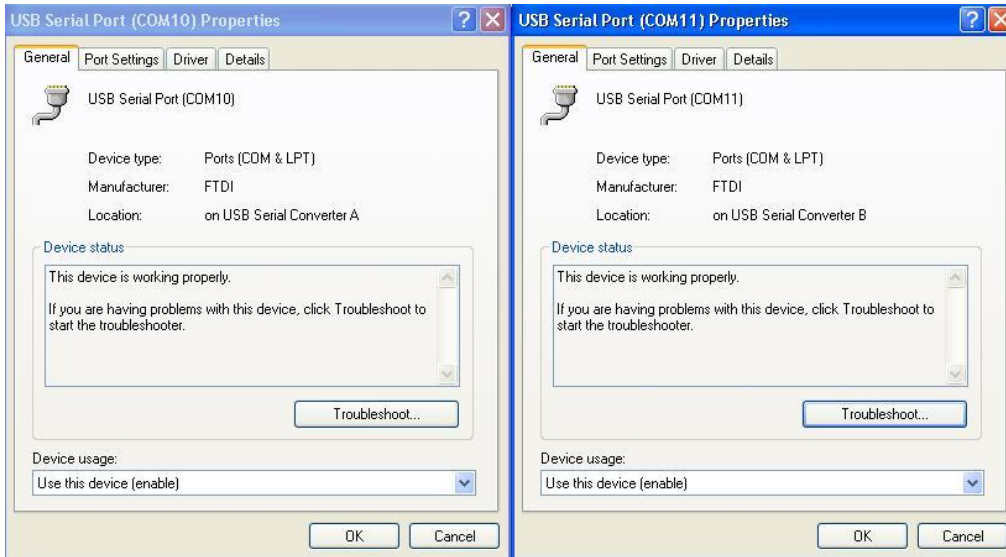 USB Serial Port (COM10) Properties
General Port Settings Driver Details
USB Serial Port (COM10)
Device type: Ports (COM & LPT)
Manufacturer: FTDI
Location: on USB Serial Converter A
Device status
This device is working properly.
If you are having problems with this device, click Troubleshoot to
start the troubleshooter.
Troubleshoot...
Device usage:
Use this device (enable)
OK Cancel
USB Serial Port (COM11) Properties
General Port Settings Driver Details
USB Serial Port (COM11)
Device type: Ports (COM & LPT)
Manufacturer: FTDI
Location: on USB Serial Converter B
Device status
This device is working properly.
If you are having problems with this device, click Troubleshoot to
start the troubleshooter.
Troubleshoot...
Device usage:
Use this device (enable)
OK Cancel